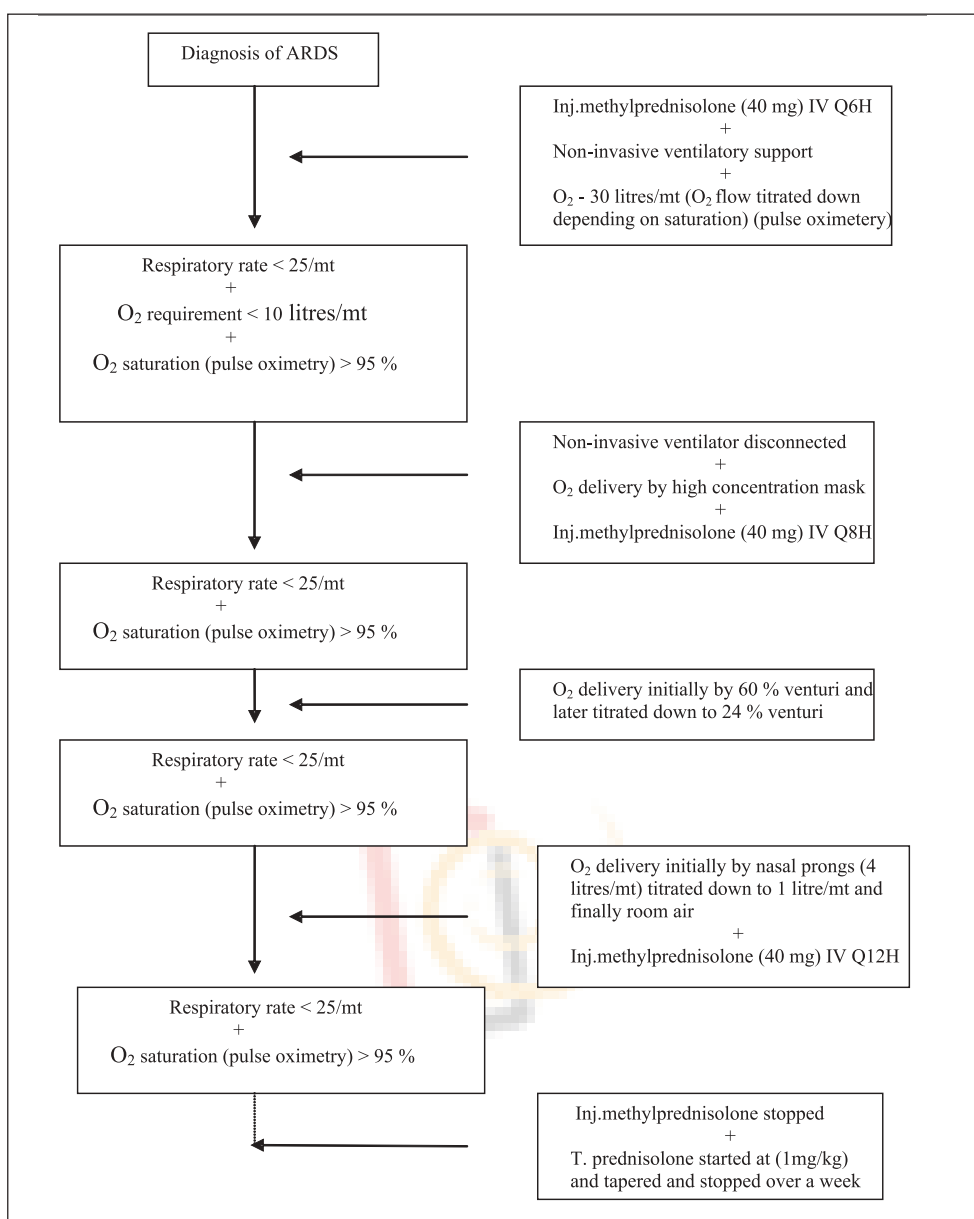 Diagnosis of ARDS
Inj.methylprednisolone (40 mg) IV Q6H
+
Non-invasive ventilatory support
+
O₂ - 30 litres/mt (O₂ flow titrated down
depending on saturation) (pulse oximetery)
Respiratory rate < 25/mt
+
O₂ requirement < 10 litres/mt
+
O₂ saturation (pulse oximetry) > 95 %
Non-invasive ventilator disconnected
+
O₂ delivery by high concentration mask
+
Inj.methylprednisolone (40 mg) IV Q8H
Respiratory rate < 25/mt
+
O₂ saturation (pulse oximetry) > 95 %
O₂ delivery initially by 60 % venturi and
later titrated down to 24 % venturi
Respiratory rate < 25/mt
+
O₂ saturation (pulse oximetry) > 95 %
O₂ delivery initially by nasal prongs (4
litres/mt) titrated down to 1 litre/mt and
finally room air
+
Inj.methylprednisolone (40 mg) IV Q12H
Respiratory rate < 25/mt
+
O₂ saturation (pulse oximetry) > 95 %
Inj.methylprednisolone stopped
+
T. prednisolone started at (1mg/kg)
and tapered and stopped over a week